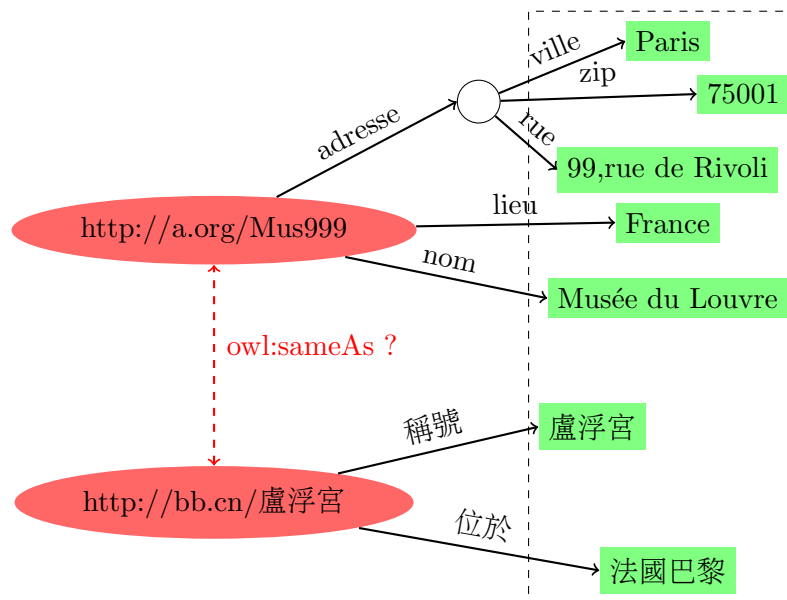 ville
Paris
zip
75001
adresse
rue
99,rue de Rivoli
http://a.org/Mus999
lieu
France
nom
Musée du Louvre
owl:sameAs ?
稱號
盧浮宮
http://bb.cn/盧浮宮
位於
法國巴黎